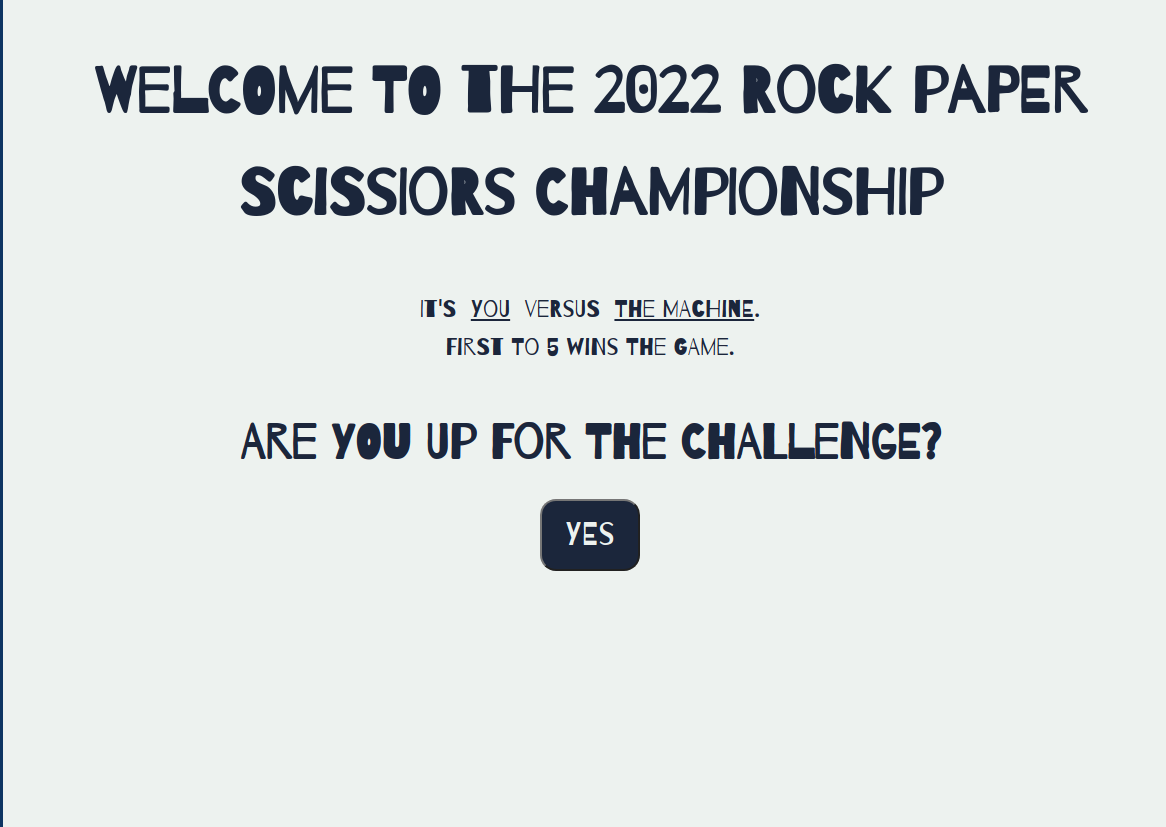 WELCOME TO THE 2022 ROCK PAPER
SCISSIORS CHAMPIONSHIP
IT'S YOU VERSUS THE MACHINE.
FIRST TO 5 WINS THE GAME.
ARE YOU UP FOR THE CHALLENGE?
YES